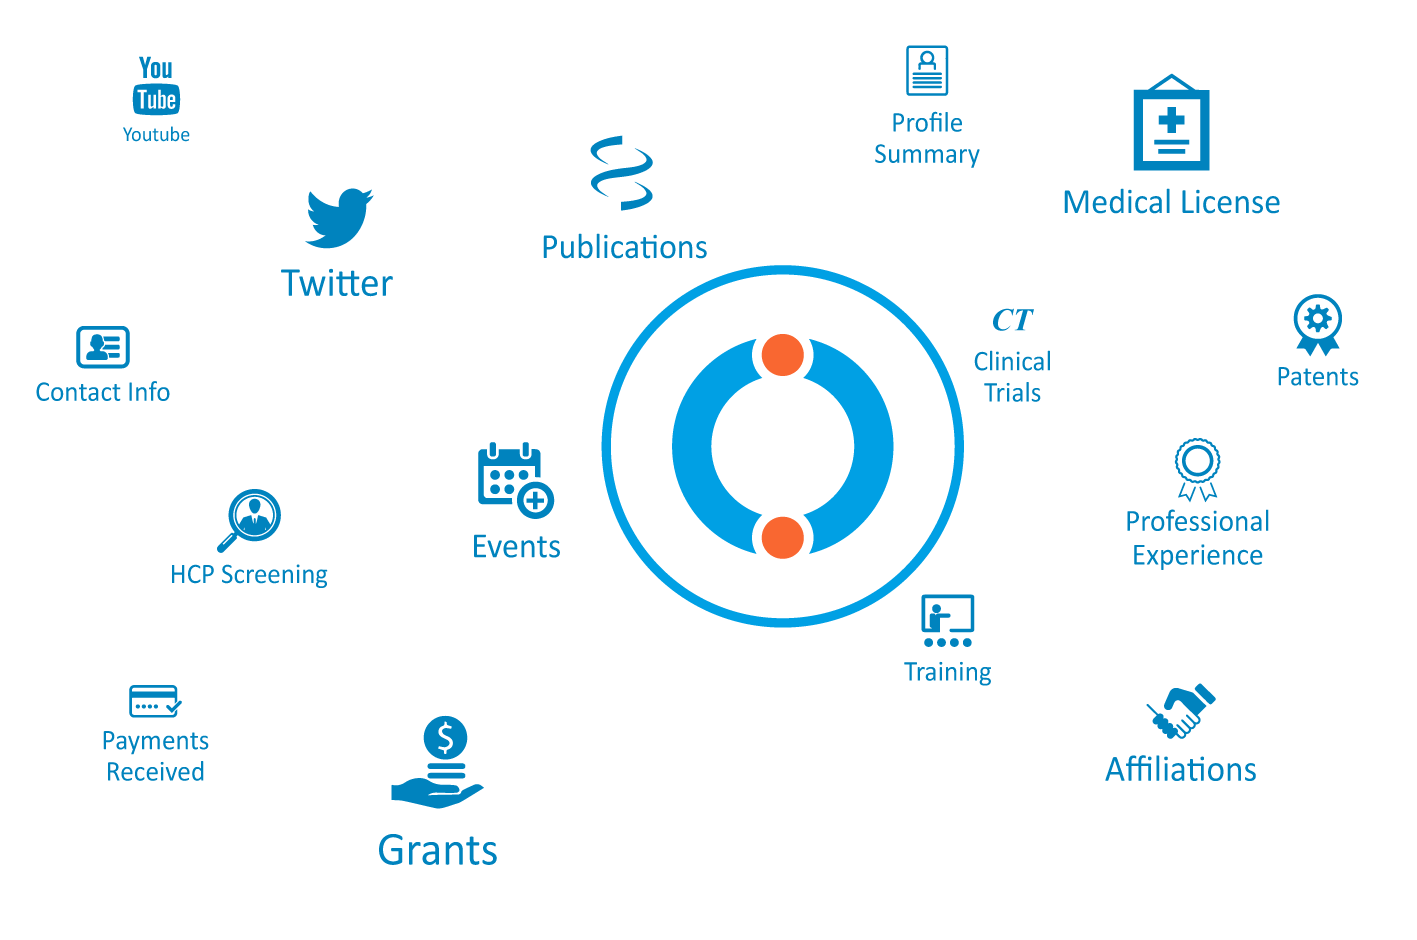 You
Tube
Youtube
Profile
Summary
Medical License
Twitter
Publications
Contact Info
CT
Clinical
Trials
Patents
HCP Screening
Events
Professional
Experience
Training
Payments
Received
$
Grants
Affiliations